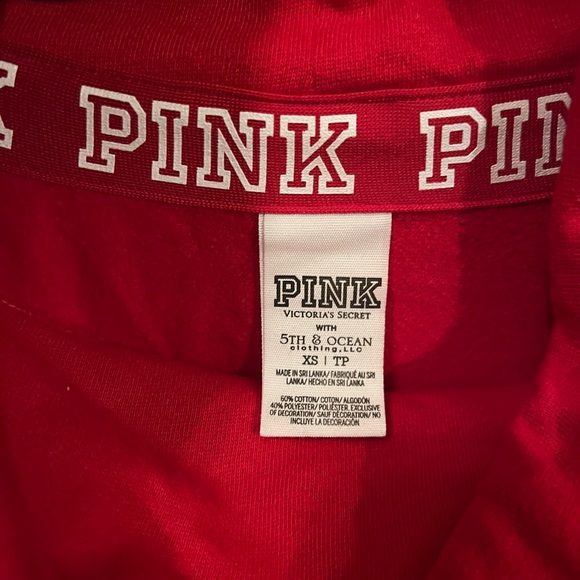 K PINK PIN
PINK
VICTORIA'S SECRET
WITH
5TH & OCEAN
clothing,LLC
XS | TP
MADE IN SRI LANKA/ FABRIQUÉ AU SRI
LANKA/ HECHO EN SRI LANKA
60% COTTON/ COTON/ ALGODÓN
40% POLYESTER/ POLIÉSTER. EXCLUSIVE
OF DECORATION/ SAUF DÉCORATION/ NO
INCLUYE LA DECORACIÓN